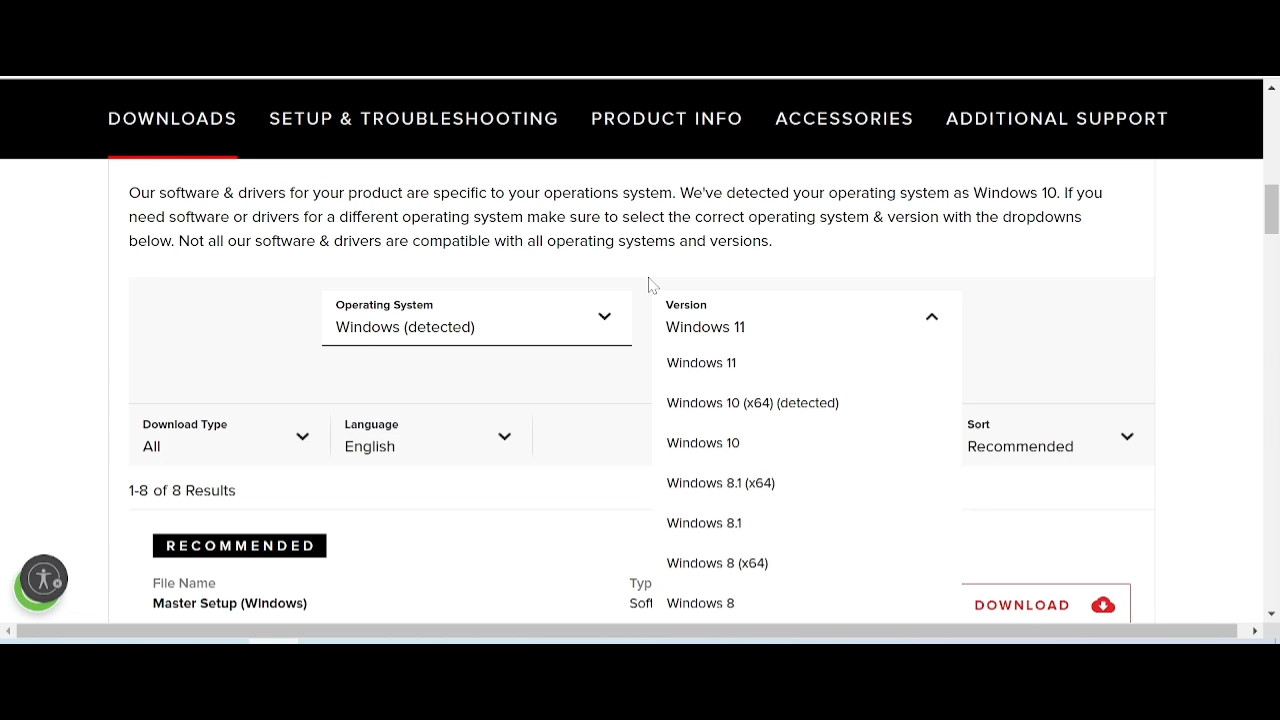 DOWNLOADS SETUP & TROUBLESHOOTING PRODUCT INFO ACCESSORIES ADDITIONAL SUPPORT
Our software & drivers for your product are specific to your operations system. We've detected your operating system as Windows 10. If you
need software or drivers for a different operating system make sure to select the correct operating system & version with the dropdowns
below. Not all our software & drivers are compatible with all operating systems and versions.
Operating System
Windows (detected)
Version
Windows 11
Windows 11
Windows 10 (x64) (detected)
Windows 10
Windows 8.1 (x64)
Windows 8.1
Windows 8 (x64)
Windows 8
Download Type
All
Language
English
Sort
Recommended
1-8 of 8 Results
RECOMMENDED
File Name
Master Setup (Windows)
DOWNLOAD